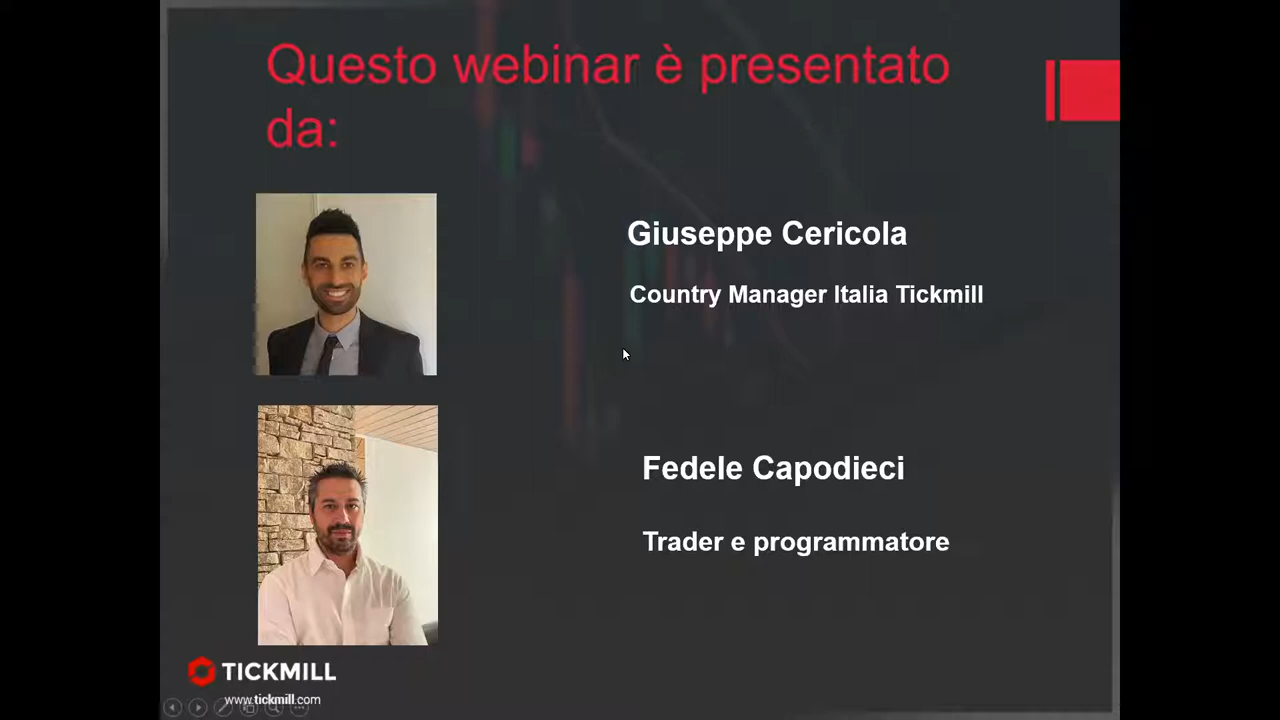 Questo webinar è presentato
da:
Giuseppe Cericola
Country Manager Italia Tickmill
Fedele Capodieci
Trader e programmatore
TICKMILL
www.tickmill.com